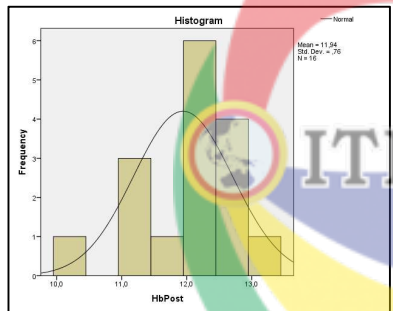 Histogram
Normal
Mean = 11,94
Std. Dev. = ,76
N = 16
6
5
4
3
2
1
0
Frequency
10,0 11,0 12,0 13,0
HbPost